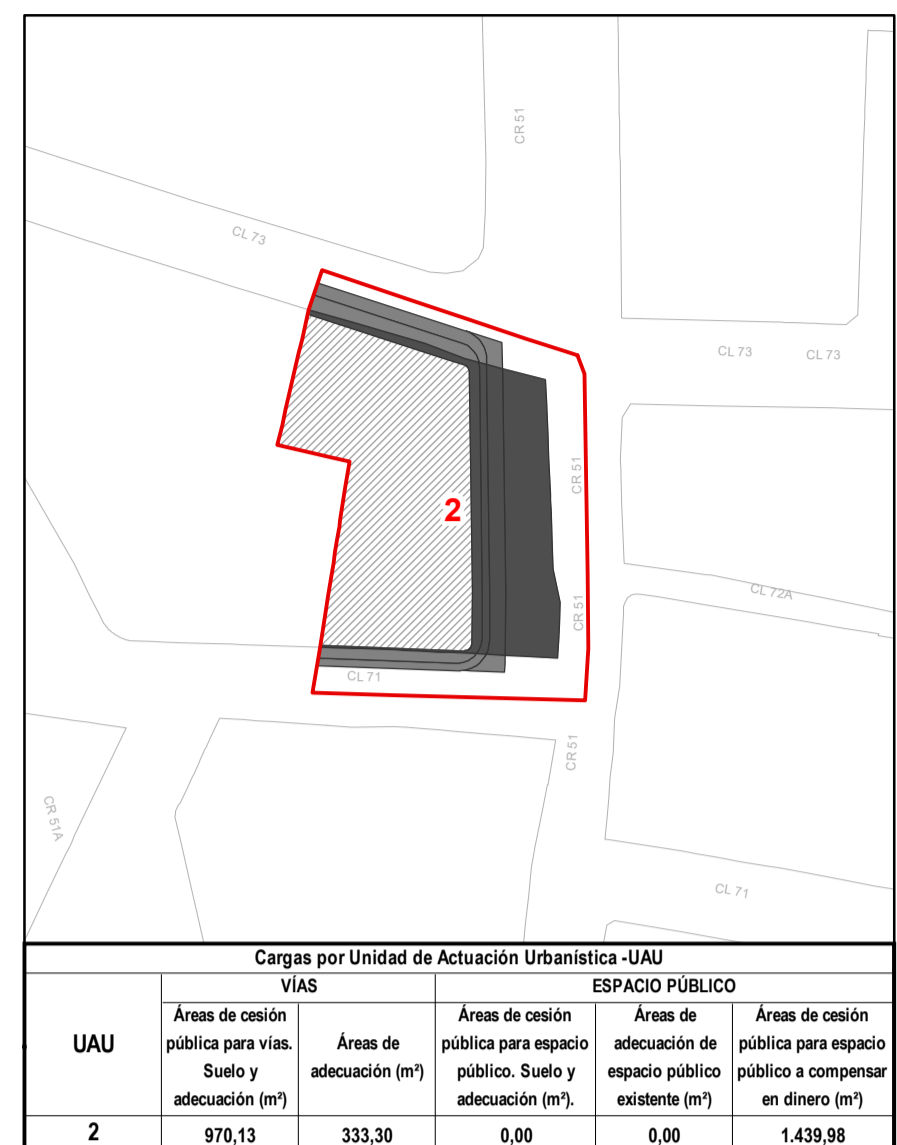 CR 51
CL 73
CL 73
CL 73
CR 51
2
CL 72A
CR 51
CL 71
CR 51
CR 51A
CL 71
Cargas por Unidad de Actuación Urbanística -UAU
VÍAS
ESPACIO PÚBLICO
UAU
Áreas de cesión
pública para vías.
Suelo y
adecuación (m²)
Áreas de
adecuación (m²)
Áreas de cesión
pública para espacio
público. Suelo y
adecuación (m²).
Áreas de
adecuación de
espacio público
existente (m²)
Áreas de cesión
pública para espacio
público a compensar
en dinero (m²)
2
970,13
333,30
0,00
0,00
1.439,98